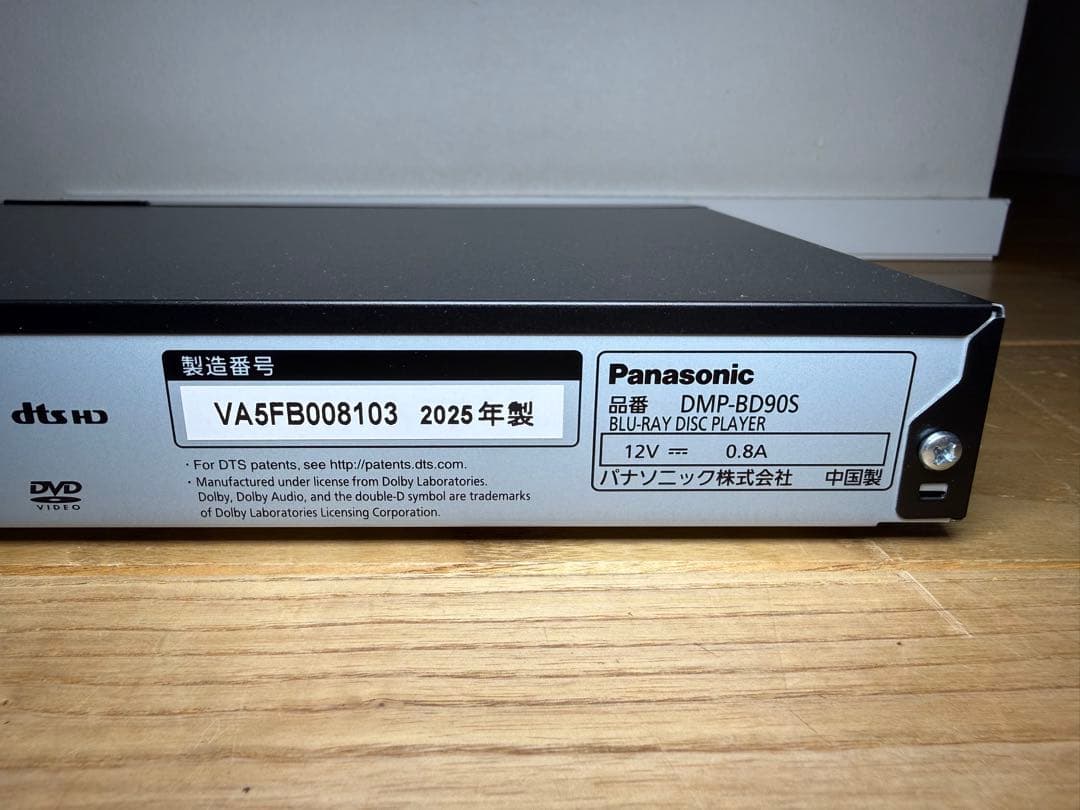 dts HD
DVD
VIDEO
製造番号
VA5FB008103 2025年製
・For DTS patents, see http://patents.dts.com.
・Manufactured under license from Dolby Laboratories.
Dolby, Dolby Audio, and the double-D symbol are trademarks
of Dolby Laboratories Licensing Corporation.
Panasonic
品番 DMP-BD90S
BLU-RAY DISC PLAYER
12V ⎓ 0.8A
パナソニック株式会社 中国製